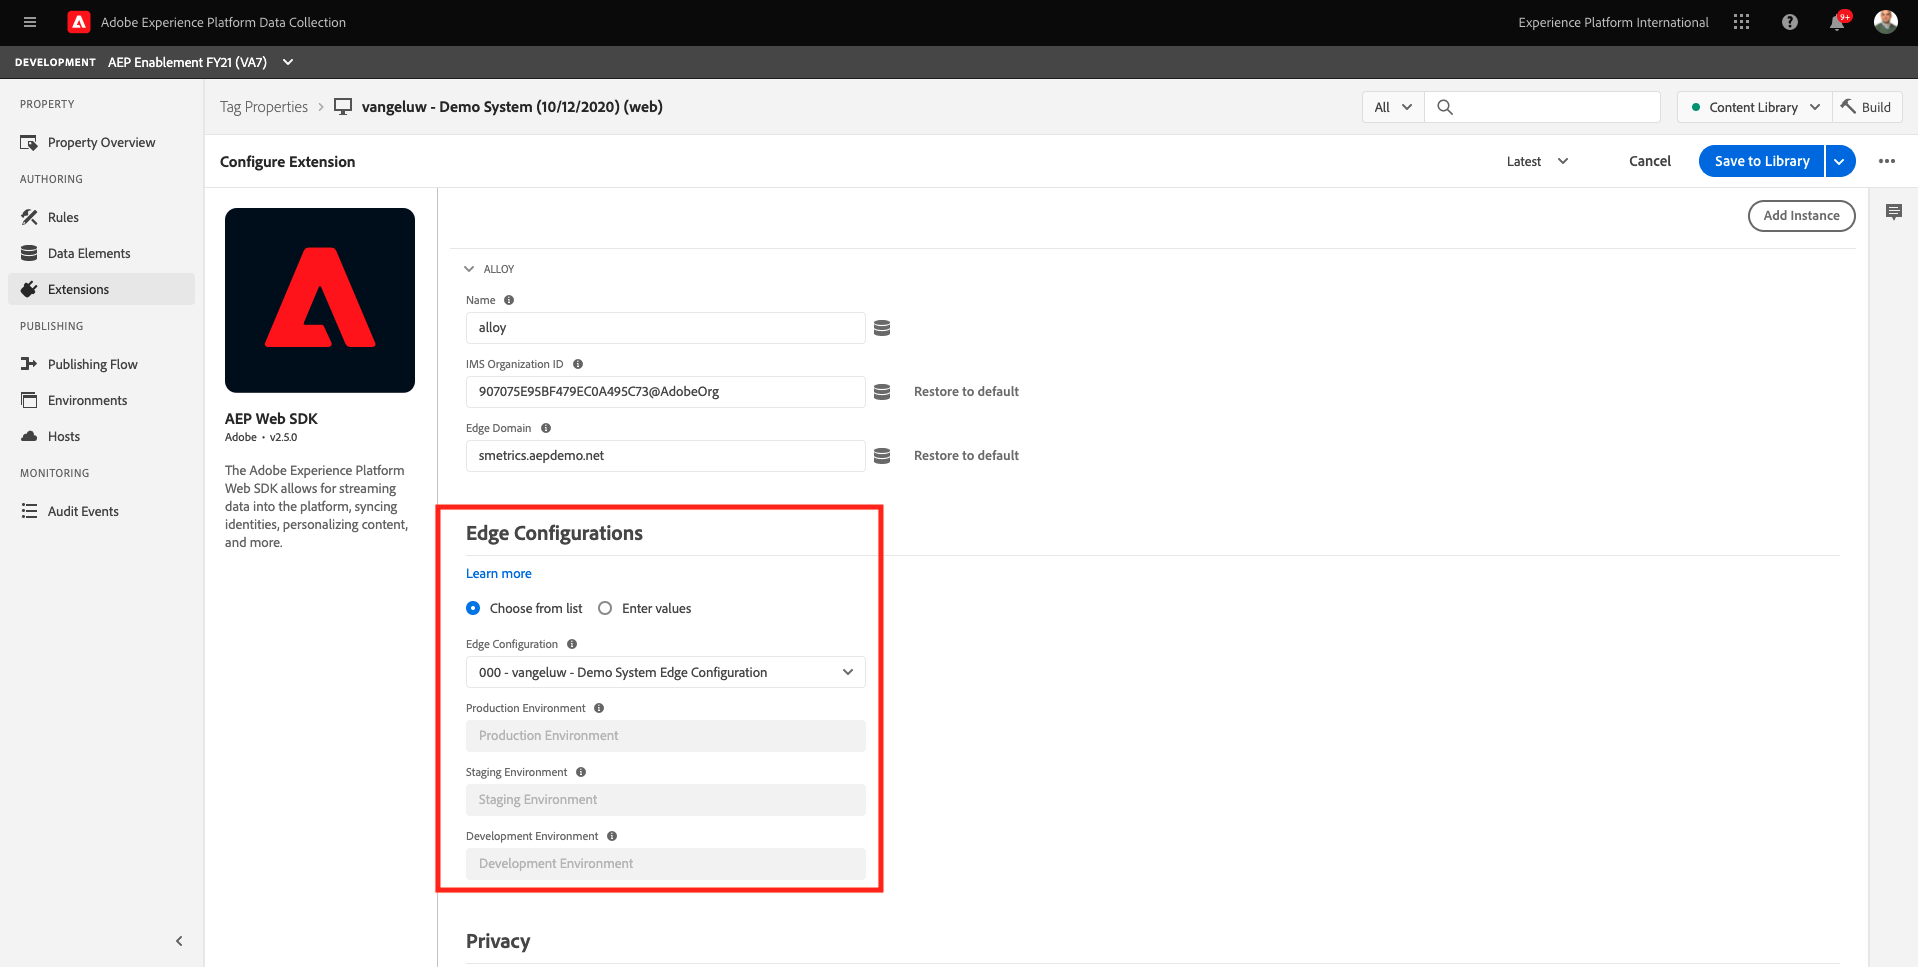 Adobe Experience Platform Data Collection
Experience Platform International
9+
DEVELOPMENT AEP Enablement FY21 (VA7)
PROPERTY
Property Overview
AUTHORING
Rules
Data Elements
Extensions
PUBLISHING
Publishing Flow
Environments
Hosts
MONITORING
Audit Events
Tag Properties > vangeluw - Demo System (10/12/2020) (web)
All
Content Library
Build
Configure Extension
Latest
Cancel
Save to Library
AEP Web SDK
Adobe • v2.5.0
The Adobe Experience Platform
Web SDK allows for streaming
data into the platform, syncing
identities, personalizing content,
and more.
Add Instance
ALLOY
Name
alloy
IMS Organization ID
907075E95BF479EC0A495C73@AdobeOrg
Restore to default
Edge Domain
smetrics.aepdemo.net
Restore to default
Edge Configurations
Learn more
Choose from list Enter values
Edge Configuration
000 - vangeluw - Demo System Edge Configuration
Production Environment
Production Environment
Staging Environment
Staging Environment
Development Environment
Development Environment
Privacy